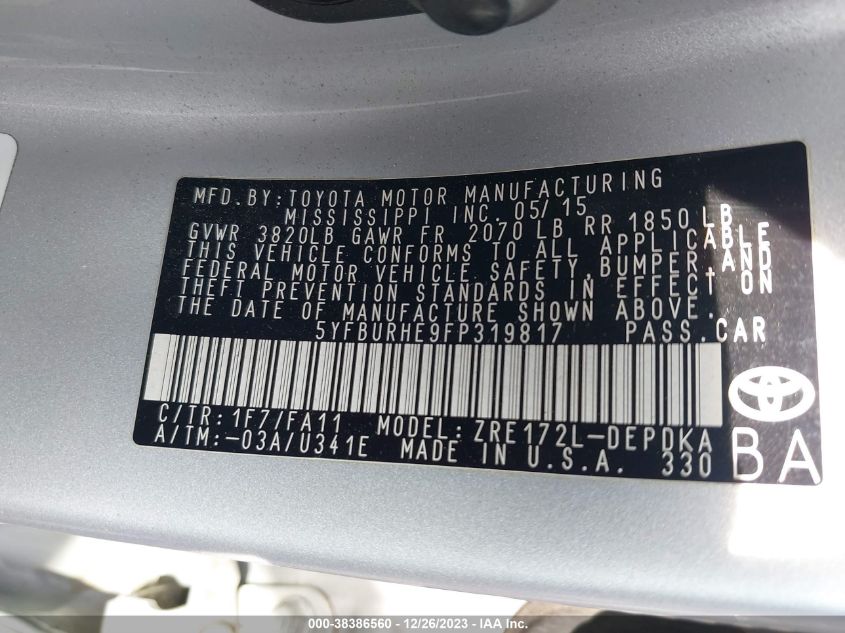 MFD.BY:TOYOTA MOTOR MANUFACTURING
MISSISSIPPI INC. 05/15
GVWR 3820LB GAWR FR 2070 LB RR 1850 LB
THIS VEHICLE CONFORMS TO ALL APPLICABLE
FEDERAL MOTOR VEHICLE SAFETY,BUMPER,AND
THEFT PREVENTION STANDARDS IN EFFECT ON
THE DATE OF MANUFACTURE SHOWN ABOVE.
5YFBURHE9FP319817 PASS.CAR
C/TR:1F7/FA11 MODEL:ZRE172L-DEPDKA
A/TM:-03A/U341E MADE IN U.S.A. 330
BA
000-38386560 - 12/26/2023 - IAA Inc.